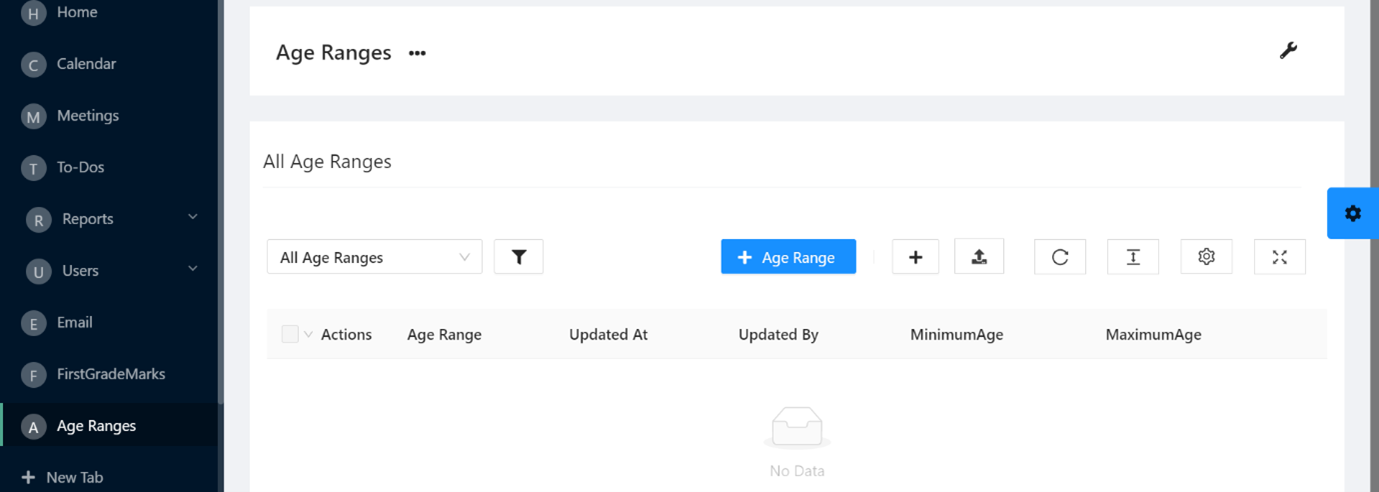 H Home
C Calendar
M Meetings
T To-Dos
R Reports
U Users
E Email
F FirstGradeMarks
A Age Ranges
+ New Tab
Age Ranges •••
All Age Ranges
All Age Ranges
+ Age Range
Actions Age Range Updated At Updated By MinimumAge MaximumAge
No Data